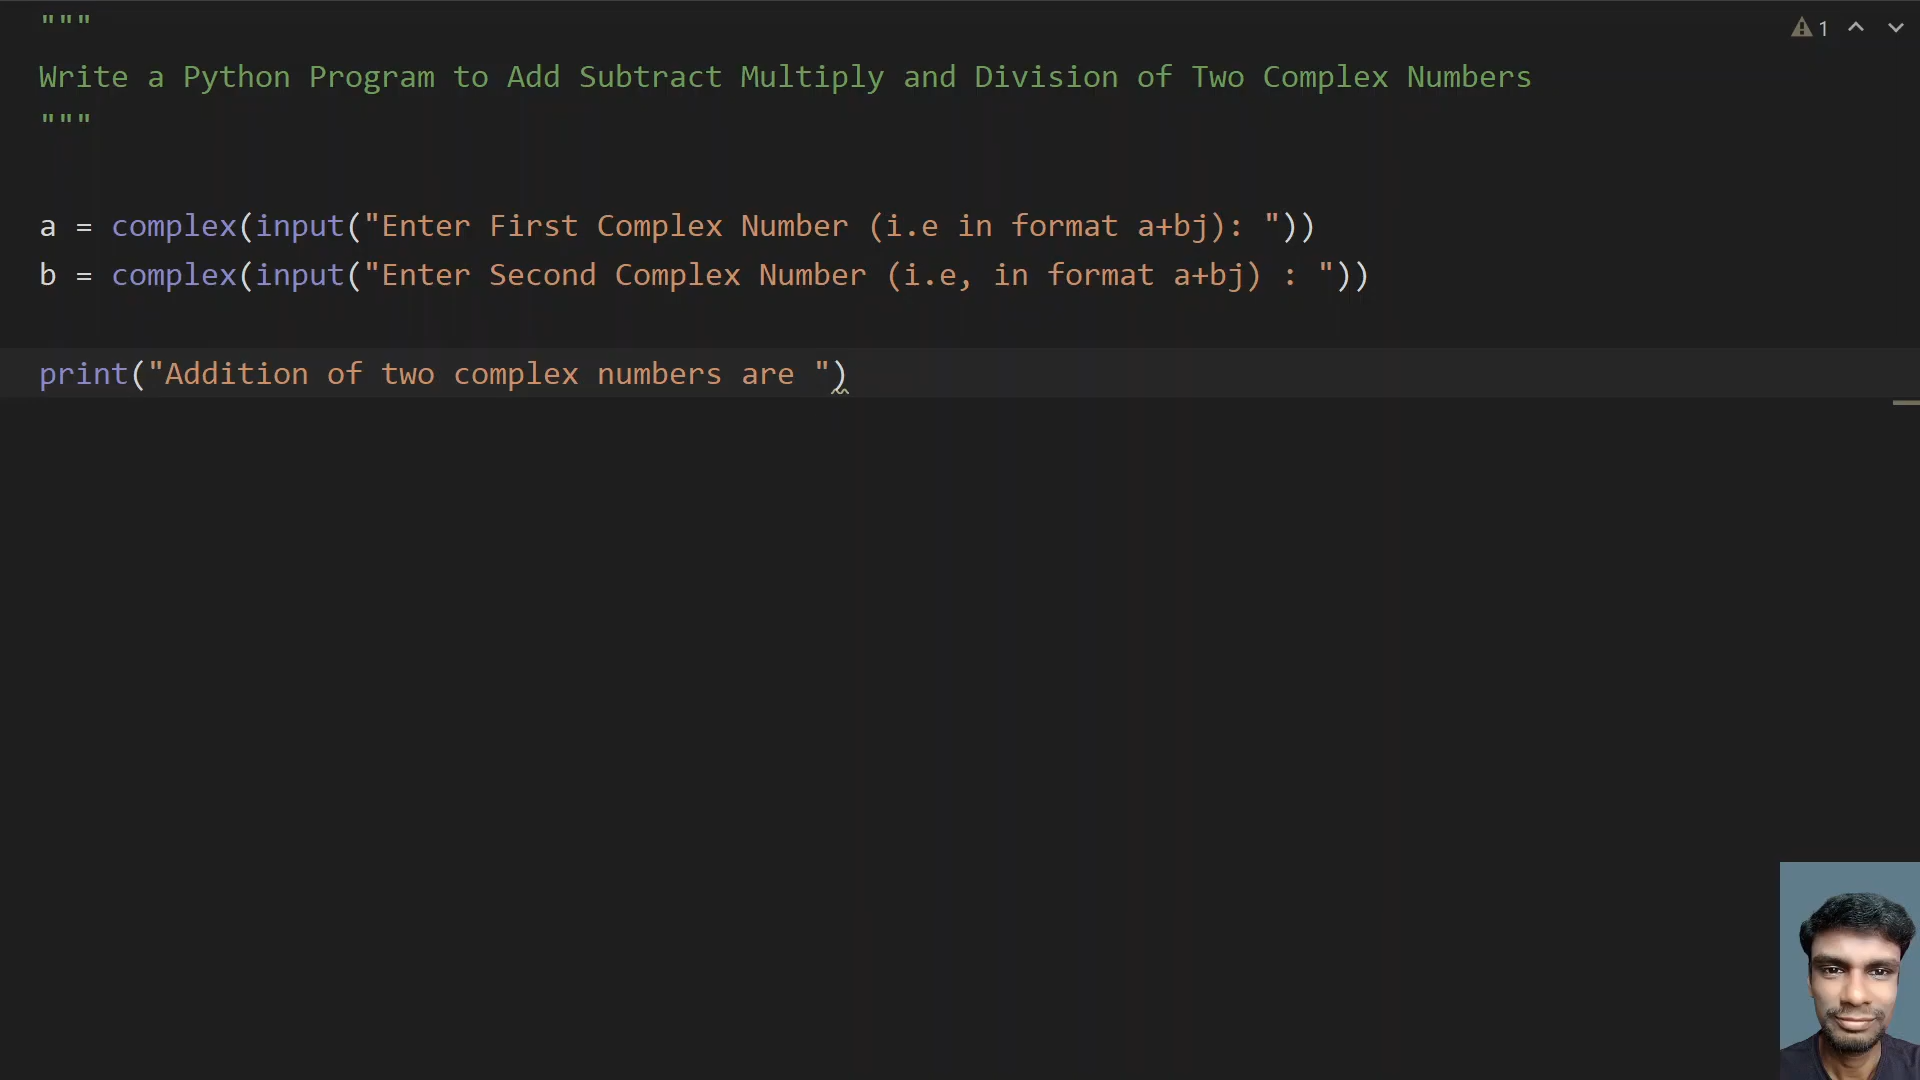 """
1
Write a Python Program to Add Subtract Multiply and Division of Two Complex Numbers
"""
a = complex(input("Enter First Complex Number (i.e in format a+bj): "))
b = complex(input("Enter Second Complex Number (i.e, in format a+bj) : "))
print("Addition of two complex numbers are ")